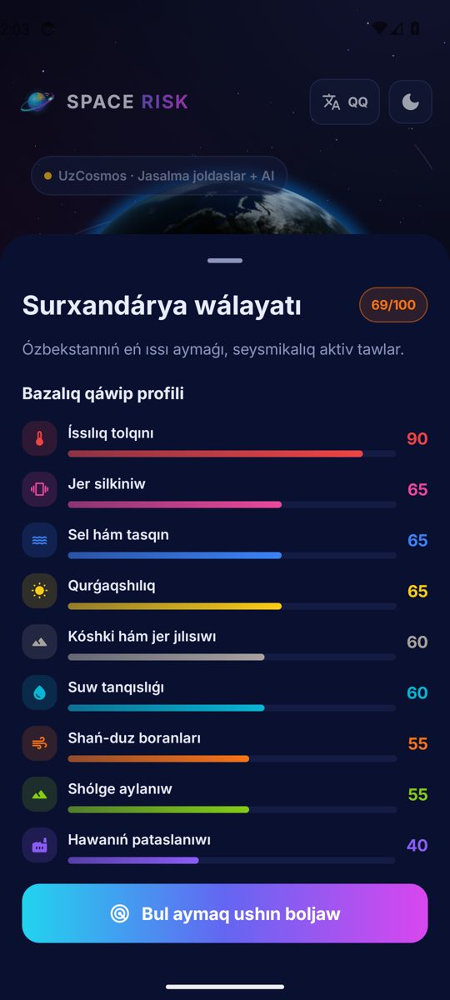 2:03
SPACE RISK
QQ
UzCosmos · Jasalma joldaslar + AI
Surxandárya wálayatı
69/100
Ózbekstannıń eń ıssı aymaǵı, seysmikalıq aktiv tawlar.
Bazalıq qáwip profili
Íssılıq tolqını
90
Jer silkiniw
65
Sel hám tasqın
65
Qurǵaqshılıq
65
Kóshki hám jer jılısıwı
60
Suw tanqıslıǵı
60
Shań-duz boranları
55
Shólge aylanıw
55
Hawanıń pataslanıwı
40
Bul aymaq ushın boljaw